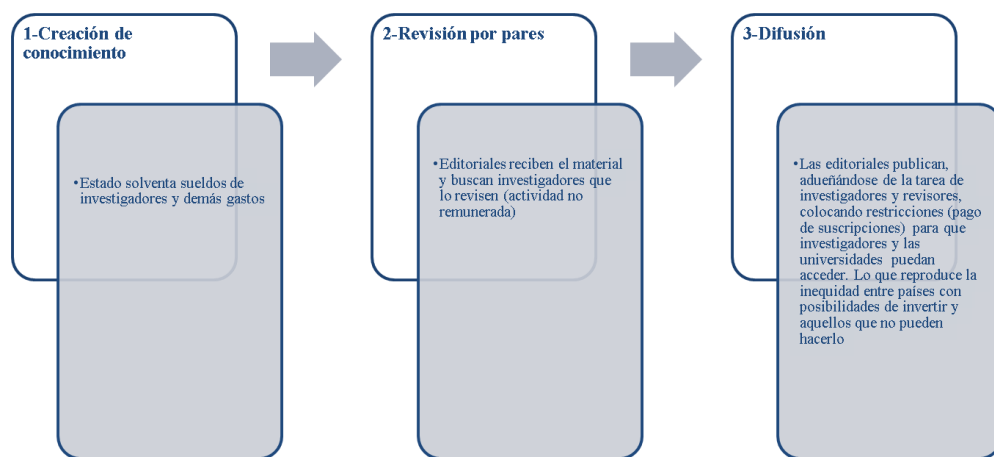 1-Creación de
conocimiento
•Estado solventa sueldos de
investigadores y demás gastos
2-Revisión por pares
•Editoriales reciben el material
y buscan investigadores que
lo revisen (actividad no
remunerada)
3-Difusión
•Las editoriales publican,
adueñándose de la tarea de
investigadores y revisores,
colocando restricciones (pago
de suscripciones) para que
investigadores y las
universidades puedan
acceder. Lo que reproduce la
inequidad entre países con
posibilidades de invertir y
aquellos que no pueden
hacerlo